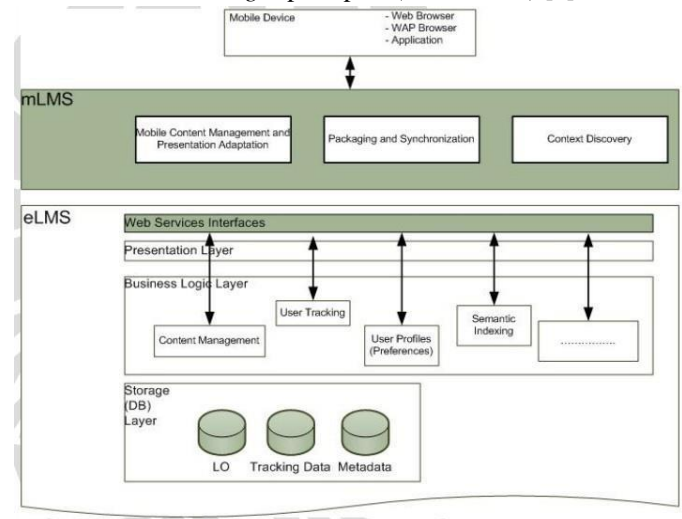 Mobile Device
- Web Browser
- WAP Browser
- Application
mLMS
Mobile Content Management and
Presentation Adaptation
Packaging and Synchronization
Context Discovery
eLMS
Web Services Interfaces
Presentation Layer
Business Logic Layer
Content Management
User Tracking
User Profiles
(Preferences)
Semantic
Indexing
................
Storage
(DB)
Layer
LO
Tracking Data
Metadata